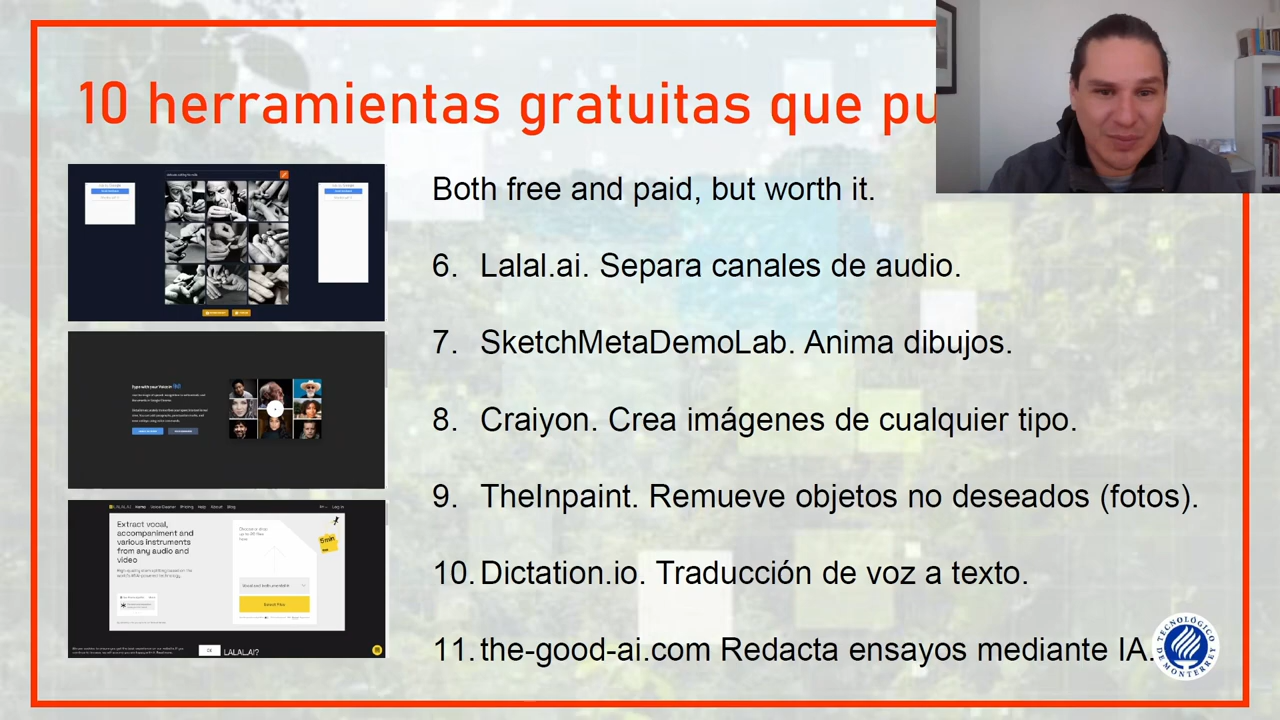 10 herramientas gratuitas que pu
Both free and paid, but worth it.
6. Lalal.ai. Separa canales de audio.
7. SketchMetaDemoLab. Anima dibujos.
8. Craiyon. Crea imágenes de cualquier tipo.
9. TheInpaint. Remueve objetos no deseados (fotos).
10. Dictation.io. Traducción de voz a texto.
11. the-good-ai.com Redacta ensayos mediante IA.
Extract vocal,
accompaniment and
various instruments
from any audio and
video
5 min
LALAL.AI?
TECNOLOGICO
DE MONTERREY